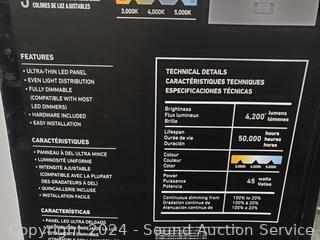 COLORES DE LUZ AJUSTABLES
3,000K 4,000K 5,000K
FEATURES
• ULTRA-THIN LED PANEL
• EVEN LIGHT DISTRIBUTION
• FULLY DIMMABLE
(COMPATIBLE WITH MOST
LED DIMMERS)
• HARDWARE INCLUDED
• EASY INSTALLATION
CARACTÉRISTIQUES
• PANNEAU À DEL ULTRA MINCE
• LUMINOSITÉ UNIFORME
• INTENSITÉ AJUSTABLE
(COMPATIBLE AVEC LA PLUPART
DES GRADATEURS À DEL)
• QUINCAILLERIE INCLUSE
• INSTALLATION FACILE
CARACTERÍSTICAS
• PANEL LED ULTRA DELGADO
TECHNICAL DETAILS
CARACTÉRISTIQUES TECHNIQUES
ESPECIFICACIONES TÉCNICAS
Brightness
Flux lumineux
Brillo
4,200 lumens
lúmenes
Lifespan
Durée de vie
Duración
50,000 hours
heures
horas
Colour
Couleur
Color
3,000K 4,000K 5,000K
Power
Puissance
Potencia
45 watts
Vatios
Continuous dimming from
Gradation continue de
Atenuación continua de
100% to 20%
100% à 20%
100% a 20%
Copyright 2024 - Sound Auction Service